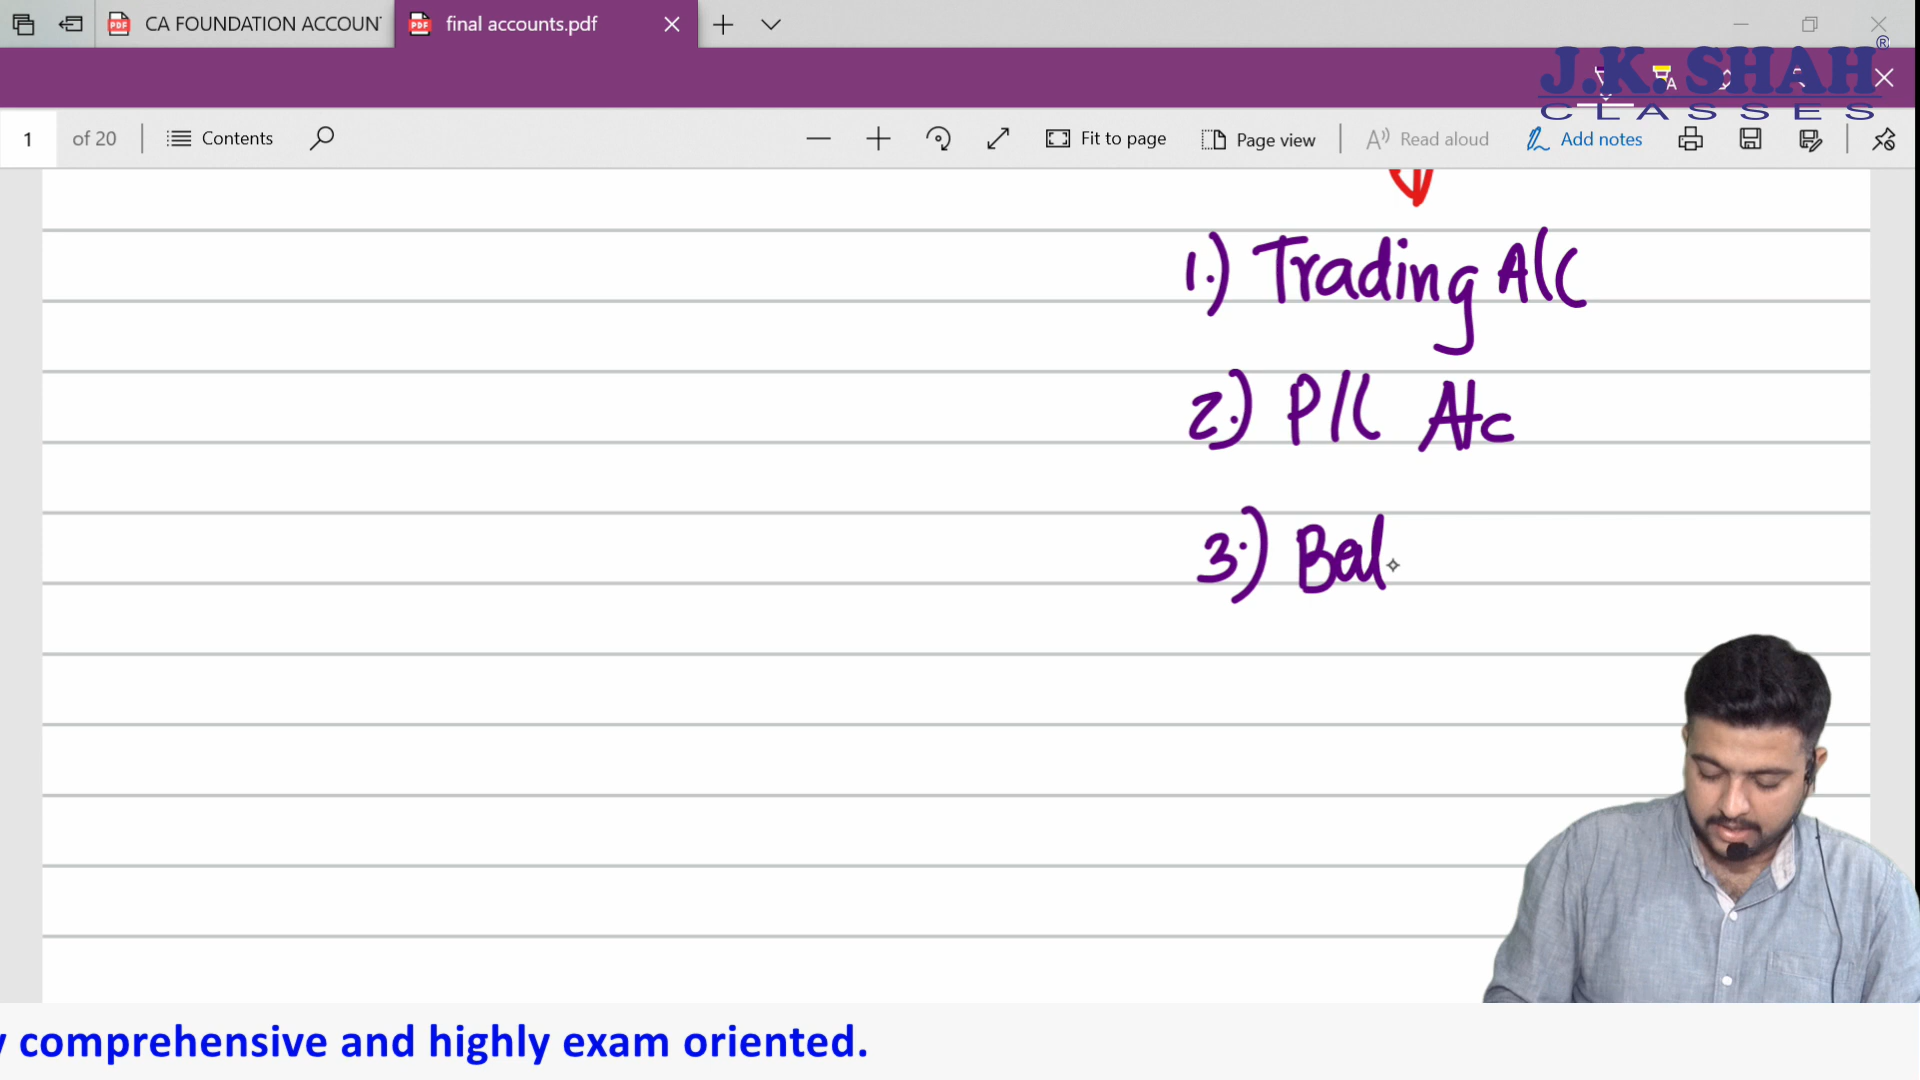 CA FOUNDATION ACCOUN
final accounts.pdf
J.K. SHAH ®
CLASSES
1 of 20 Contents Fit to page Page view Read aloud Add notes
1.) Trading A/C
2.) P/L A/c
3.) Bal
comprehensive and highly exam oriented.